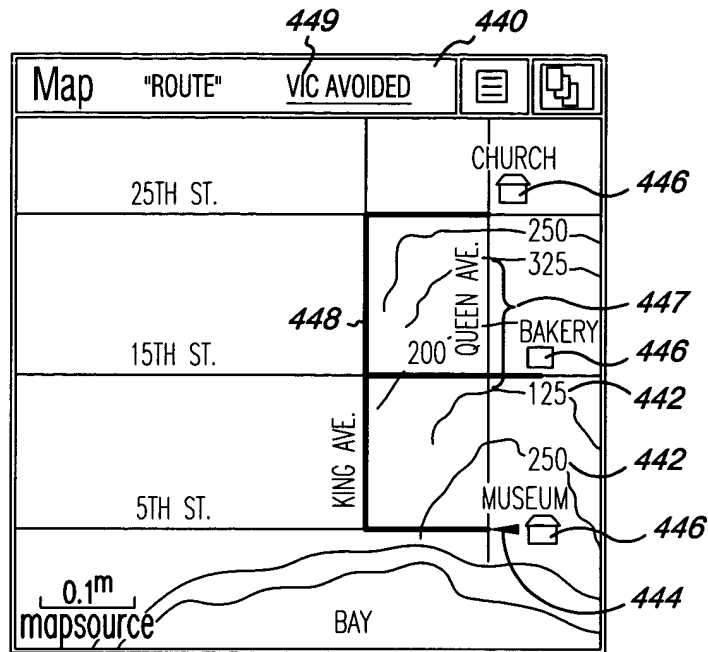 449
440
Map "ROUTE" VIC AVOIDED
CHURCH
446
25TH ST.
250
325
QUEEN AVE.
447
448
BAKERY
446
200'
15TH ST.
125
442
KING AVE.
250
442
MUSEUM
5TH ST.
446
444
0.1m
mapsource
BAY